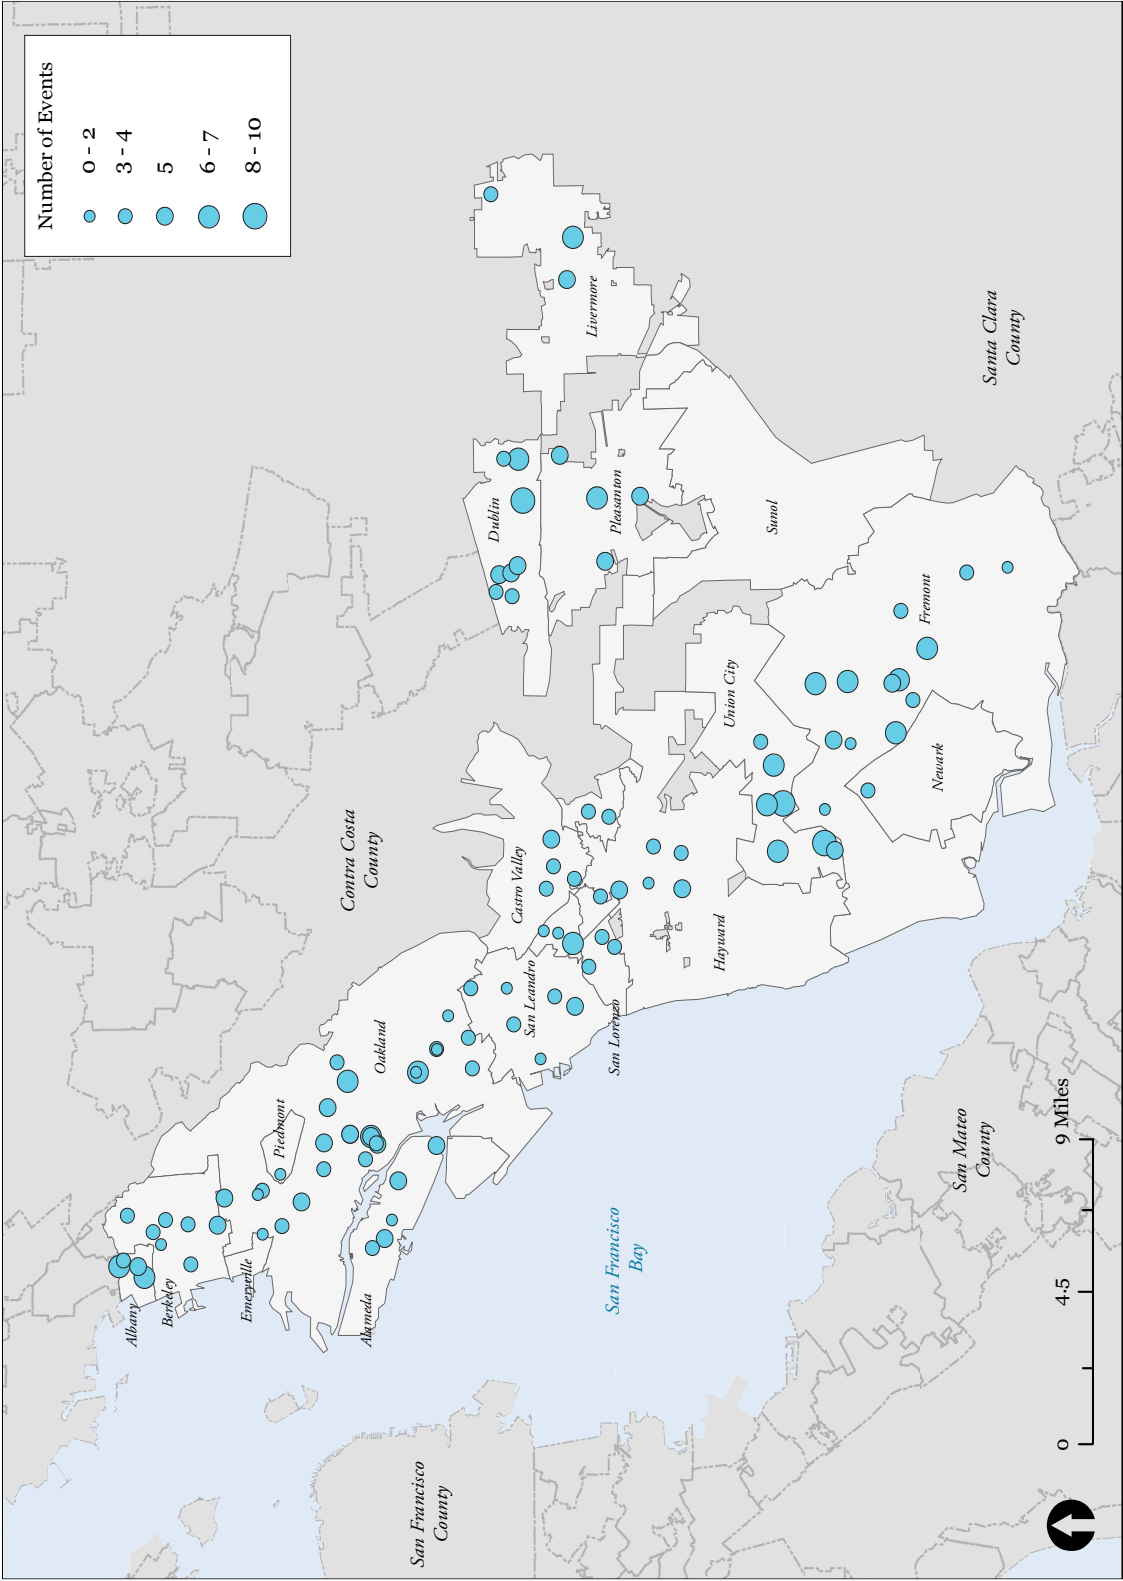 Number of Events
0 - 2
3 - 4
5
6 - 7
8 - 10
Albany
Berkeley
Emeryville
Piedmont
Alameda
Oakland
San Leandro
San Lorenzo
Castro Valley
Hayward
Union City
Newark
Fremont
Sunol
Dublin
Pleasanton
Livermore
Contra Costa
County
Santa Clara
County
San Mateo
County
San Francisco
County
San Francisco
Bay
0
4.5
9 Miles